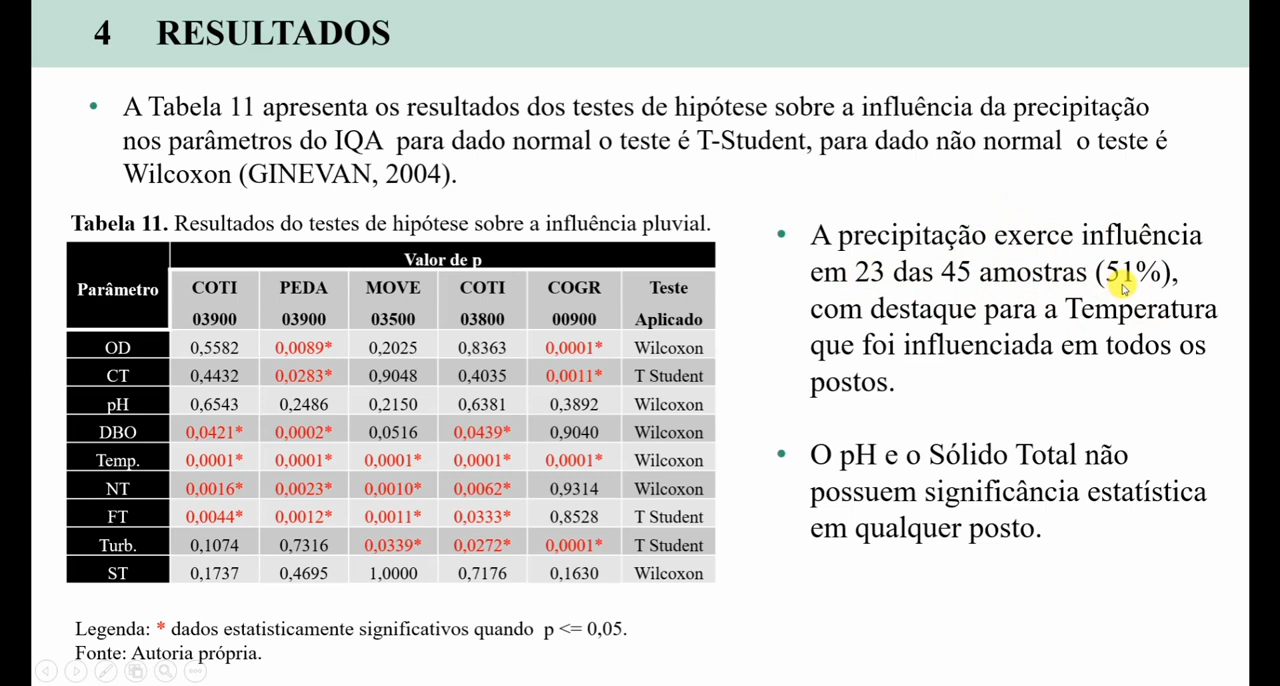 4 RESULTADOS
• A Tabela 11 apresenta os resultados dos testes de hipótese sobre a influência da precipitação
nos parâmetros do IQA para dado normal o teste é T-Student, para dado não normal o teste é
Wilcoxon (GINEVAN, 2004).
Tabela 11. Resultados do testes de hipótese sobre a influência pluvial.
Parâmetro Valor de p
COTI 03900 PEDA 03900 MOVE 03500 COTI 03800 COGR 00900 Teste Aplicado
OD 0,5582 0,0089* 0,2025 0,8363 0,0001* Wilcoxon
CT 0,4432 0,0283* 0,9048 0,4035 0,0011* T Student
pH 0,6543 0,2486 0,2150 0,6381 0,3892 Wilcoxon
DBO 0,0421* 0,0002* 0,0516 0,0439* 0,9040 Wilcoxon
Temp. 0,0001* 0,0001* 0,0001* 0,0001* 0,0001* Wilcoxon
NT 0,0016* 0,0023* 0,0010* 0,0062* 0,9314 Wilcoxon
FT 0,0044* 0,0012* 0,0011* 0,0333* 0,8528 T Student
Turb. 0,1074 0,7316 0,0339* 0,0272* 0,0001* T Student
ST 0,1737 0,4695 1,0000 0,7176 0,1630 Wilcoxon
Legenda: * dados estatisticamente significativos quando p <= 0,05.
Fonte: Autoria própria.
• A precipitação exerce influência
em 23 das 45 amostras (51%),
com destaque para a Temperatura
que foi influenciada em todos os
postos.
• O pH e o Sólido Total não
possuem significância estatística
em qualquer posto.